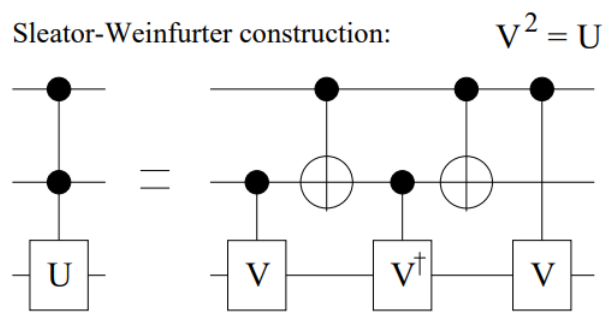 Sleator-Weinfurter construction: V² = U
=
U V V† V